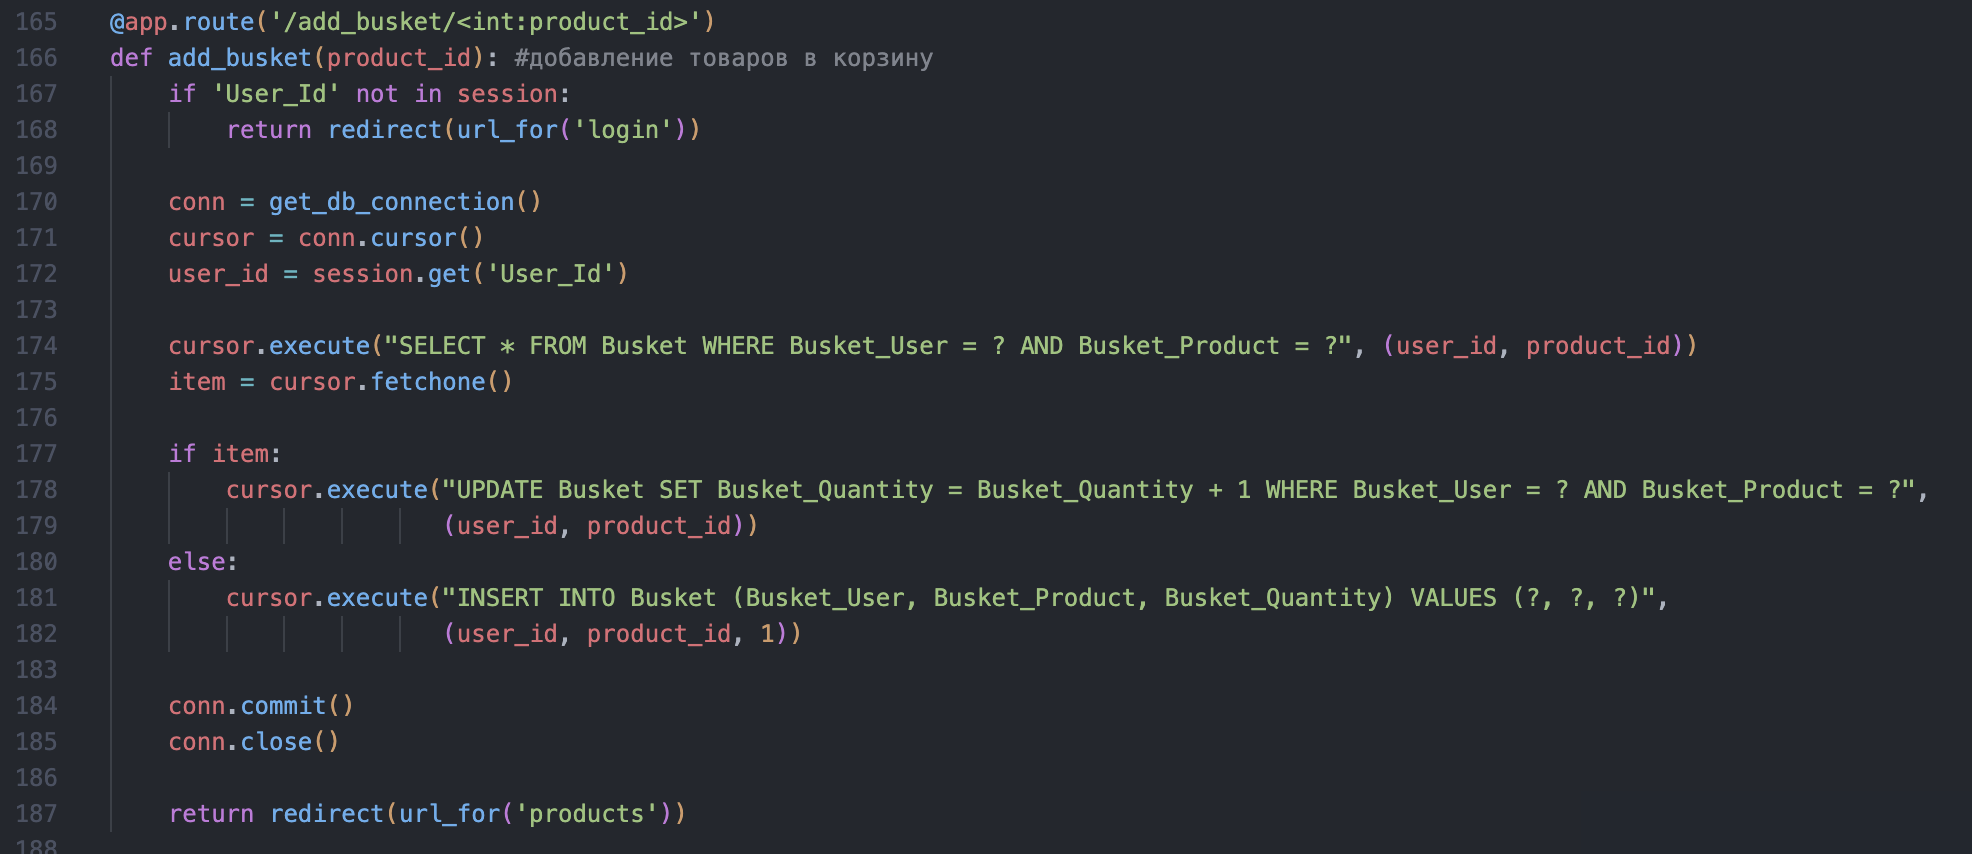 165 @app.route('/add_busket/<int:product_id>')
166 def add_busket(product_id): #добавление товаров в корзину
167     if 'User_Id' not in session:
168         return redirect(url_for('login'))
169
170     conn = get_db_connection()
171     cursor = conn.cursor()
172     user_id = session.get('User_Id')
173
174     cursor.execute("SELECT * FROM Busket WHERE Busket_User = ? AND Busket_Product = ?", (user_id, product_id))
175     item = cursor.fetchone()
176
177     if item:
178         cursor.execute("UPDATE Busket SET Busket_Quantity = Busket_Quantity + 1 WHERE Busket_User = ? AND Busket_Product = ?",
179                        (user_id, product_id))
180     else:
181         cursor.execute("INSERT INTO Busket (Busket_User, Busket_Product, Busket_Quantity) VALUES (?, ?, ?)",
182                        (user_id, product_id, 1))
183
184     conn.commit()
185     conn.close()
186
187     return redirect(url_for('products'))
188